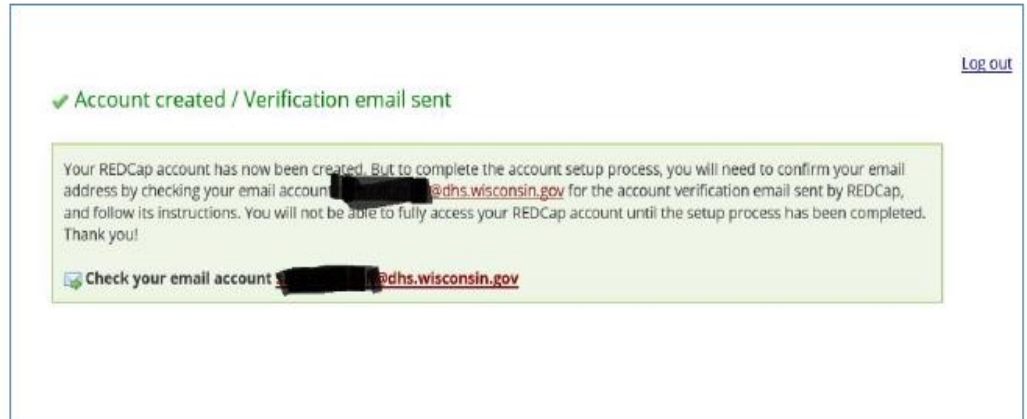 Log out
Account created / Verification email sent
Your REDCap account has now been created. But to complete the account setup process, you will need to confirm your email
address by checking your email account @dhs.wisconsin.gov for the account verification email sent by REDCap,
and follow its instructions. You will not be able to fully access your REDCap account until the setup process has been completed.
Thank you!
Check your email account @dhs.wisconsin.gov